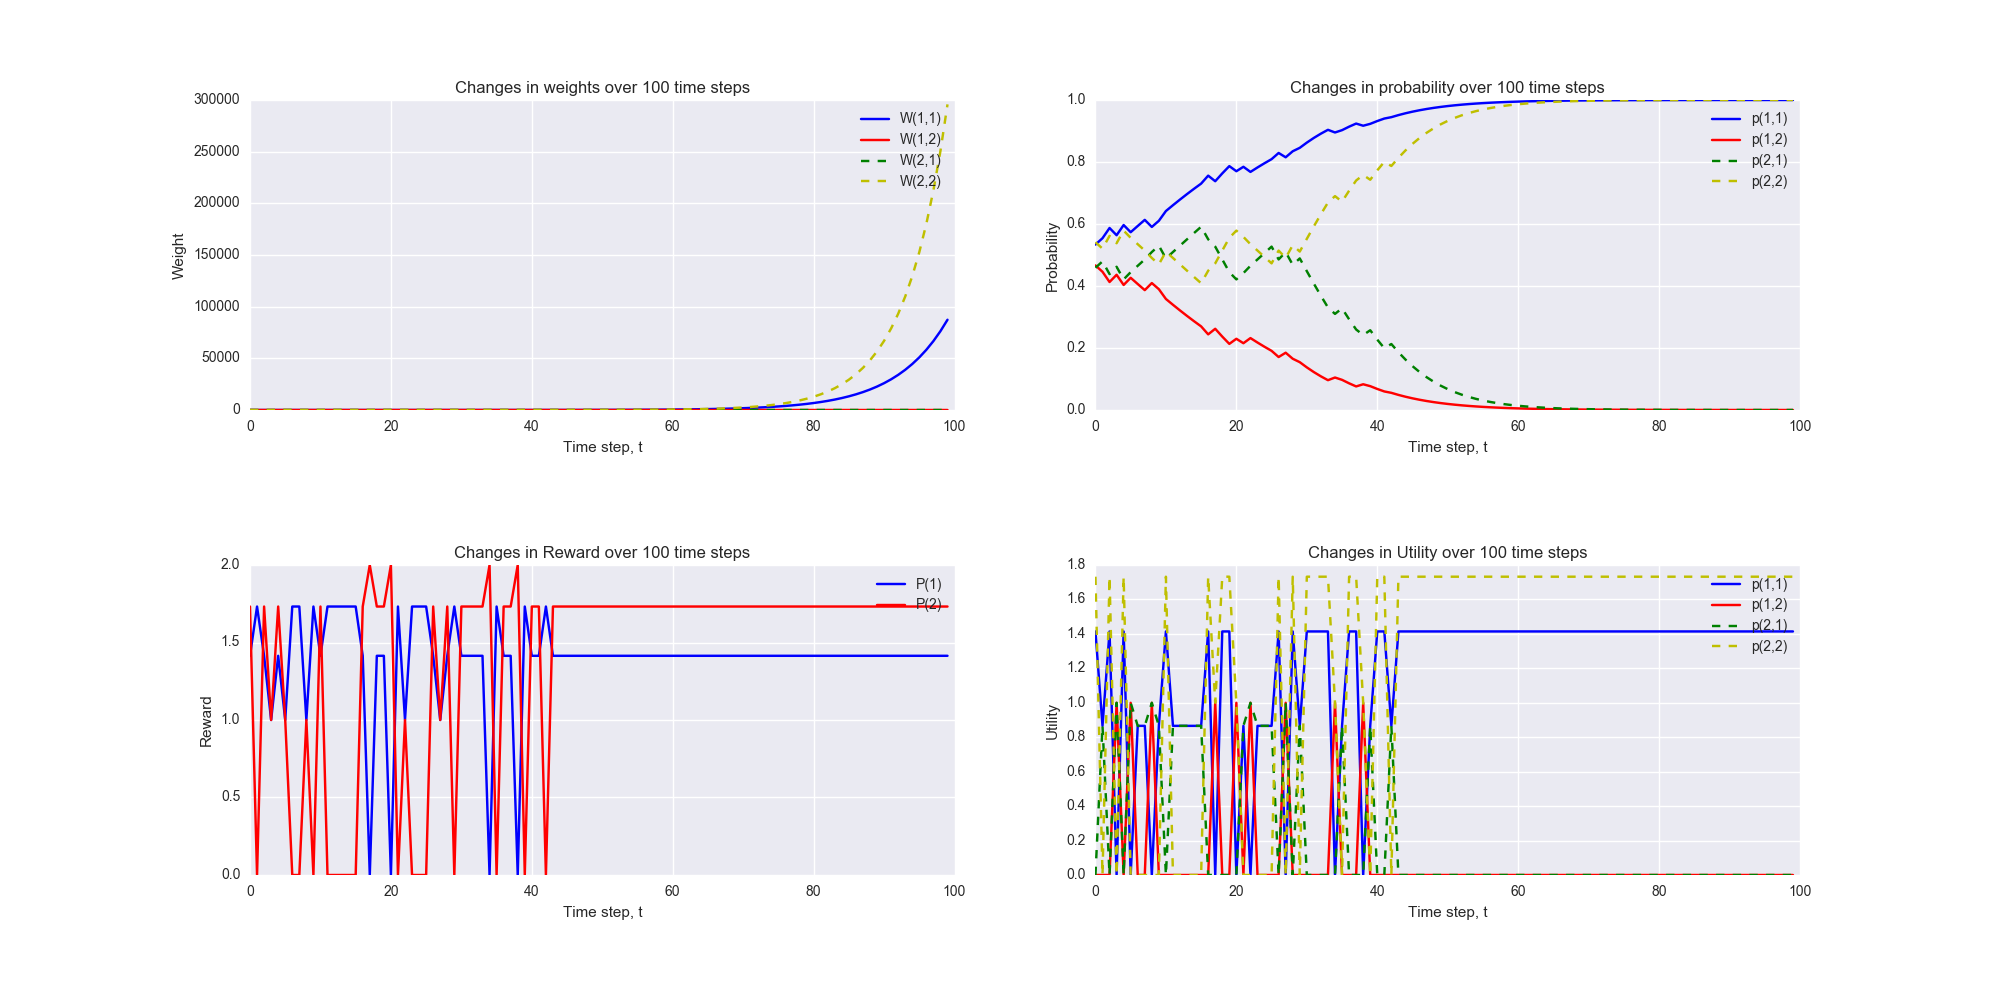 Changes in weights over 100 time steps
300000
250000
200000
150000
100000
50000
0
Weight
0 20 40 60 80 100
Time step, t
W(1,1)
W(1,2)
W(2,1)
W(2,2)
Changes in probability over 100 time steps
1.0
0.8
0.6
0.4
0.2
0.0
Probability
0 20 40 60 80 100
Time step, t
p(1,1)
p(1,2)
p(2,1)
p(2,2)
Changes in Reward over 100 time steps
2.0
1.5
1.0
0.5
0.0
Reward
0 20 40 60 80 100
Time step, t
P(1)
P(2)
Changes in Utility over 100 time steps
1.8
1.6
1.4
1.2
1.0
0.8
0.6
0.4
0.2
0.0
Utility
0 20 40 60 80 100
Time step, t
p(1,1)
p(1,2)
p(2,1)
p(2,2)